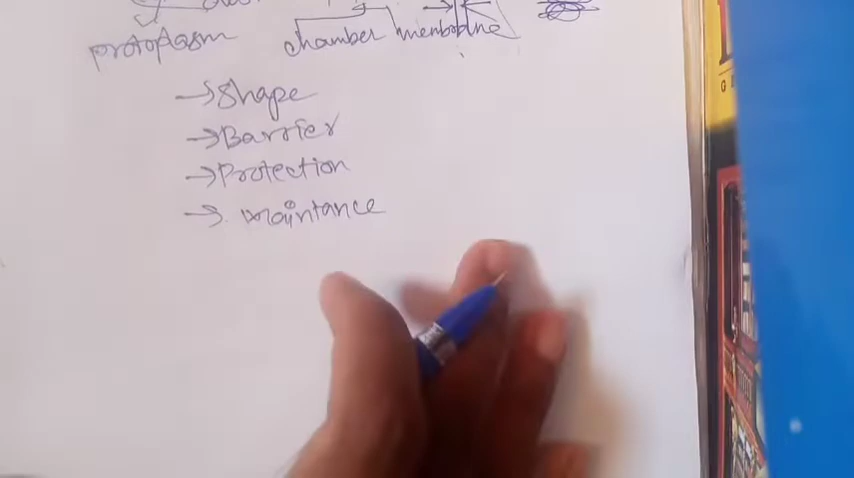 protoplasm chamber membrane
→ Shape
→ Barrier
→ Protection
→ maintance